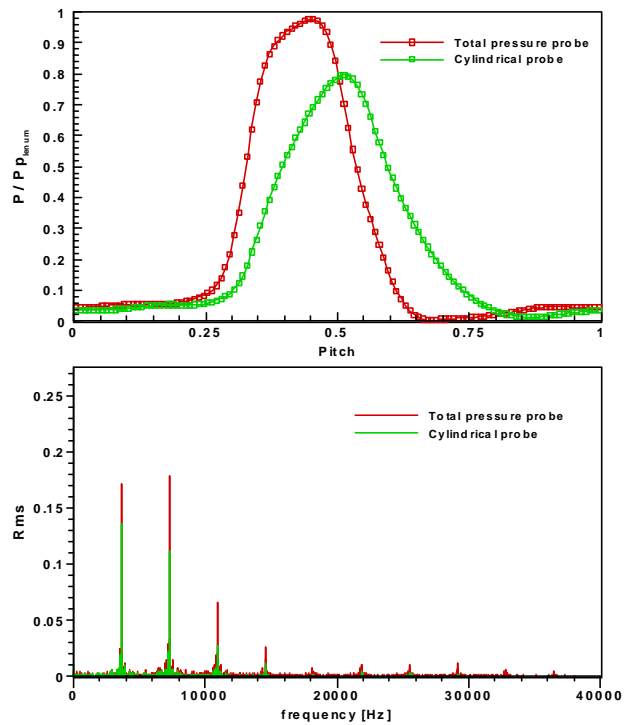 1
0.9
0.8
0.7
0.6
0.5
0.4
0.3
0.2
0.1
0
P / Pplenum
Total pressure probe
Cylindrical probe
0 0.25 0.5 0.75 1
Pitch
0.25
0.2
0.15
0.1
0.05
0
Rms
Total pressure probe
Cylindrical probe
0 10000 20000 30000 40000
frequency [Hz]